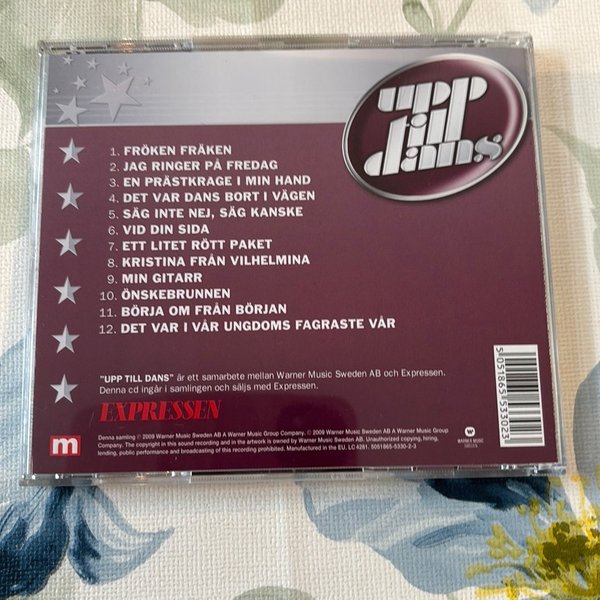 upp
till
dans
1. FRÖKEN FRÄKEN
2. JAG RINGER PÅ FREDAG
3. EN PRÄSTKRAGE I MIN HAND
4. DET VAR DANS BORT I VÄGEN
5. SÄG INTE NEJ, SÄG KANSKE
6. VID DIN SIDA
7. ETT LITET RÖTT PAKET
8. KRISTINA FRÅN VILHELMINA
9. MIN GITARR
10. ÖNSKEBRUNNEN
11. BÖRJA OM FRÅN BÖRJAN
12. DET VAR I VÅR UNGDOMS FAGRASTE VÅR
"UPP TILL DANS" är ett samarbete mellan Warner Music Sweden AB och Expressen.
Denna cd ingår i samlingen och säljs med Expressen.
EXPRESSEN
m
Denna samling ℗ 2009 Warner Music Sweden AB A Warner Music Group Company. © 2009 Warner Music Sweden AB A Warner Music Group
Company. The copyright in this sound recording and in the artwork is owned by Warner Music Sweden AB. Unauthorized copying, hiring,
lending, public performance and broadcasting of this recording prohibited. Manufactured in the EU. LC 4281. 5051865-5330-2-3
WARNER MUSIC
SWEDEN
5 051865 533023